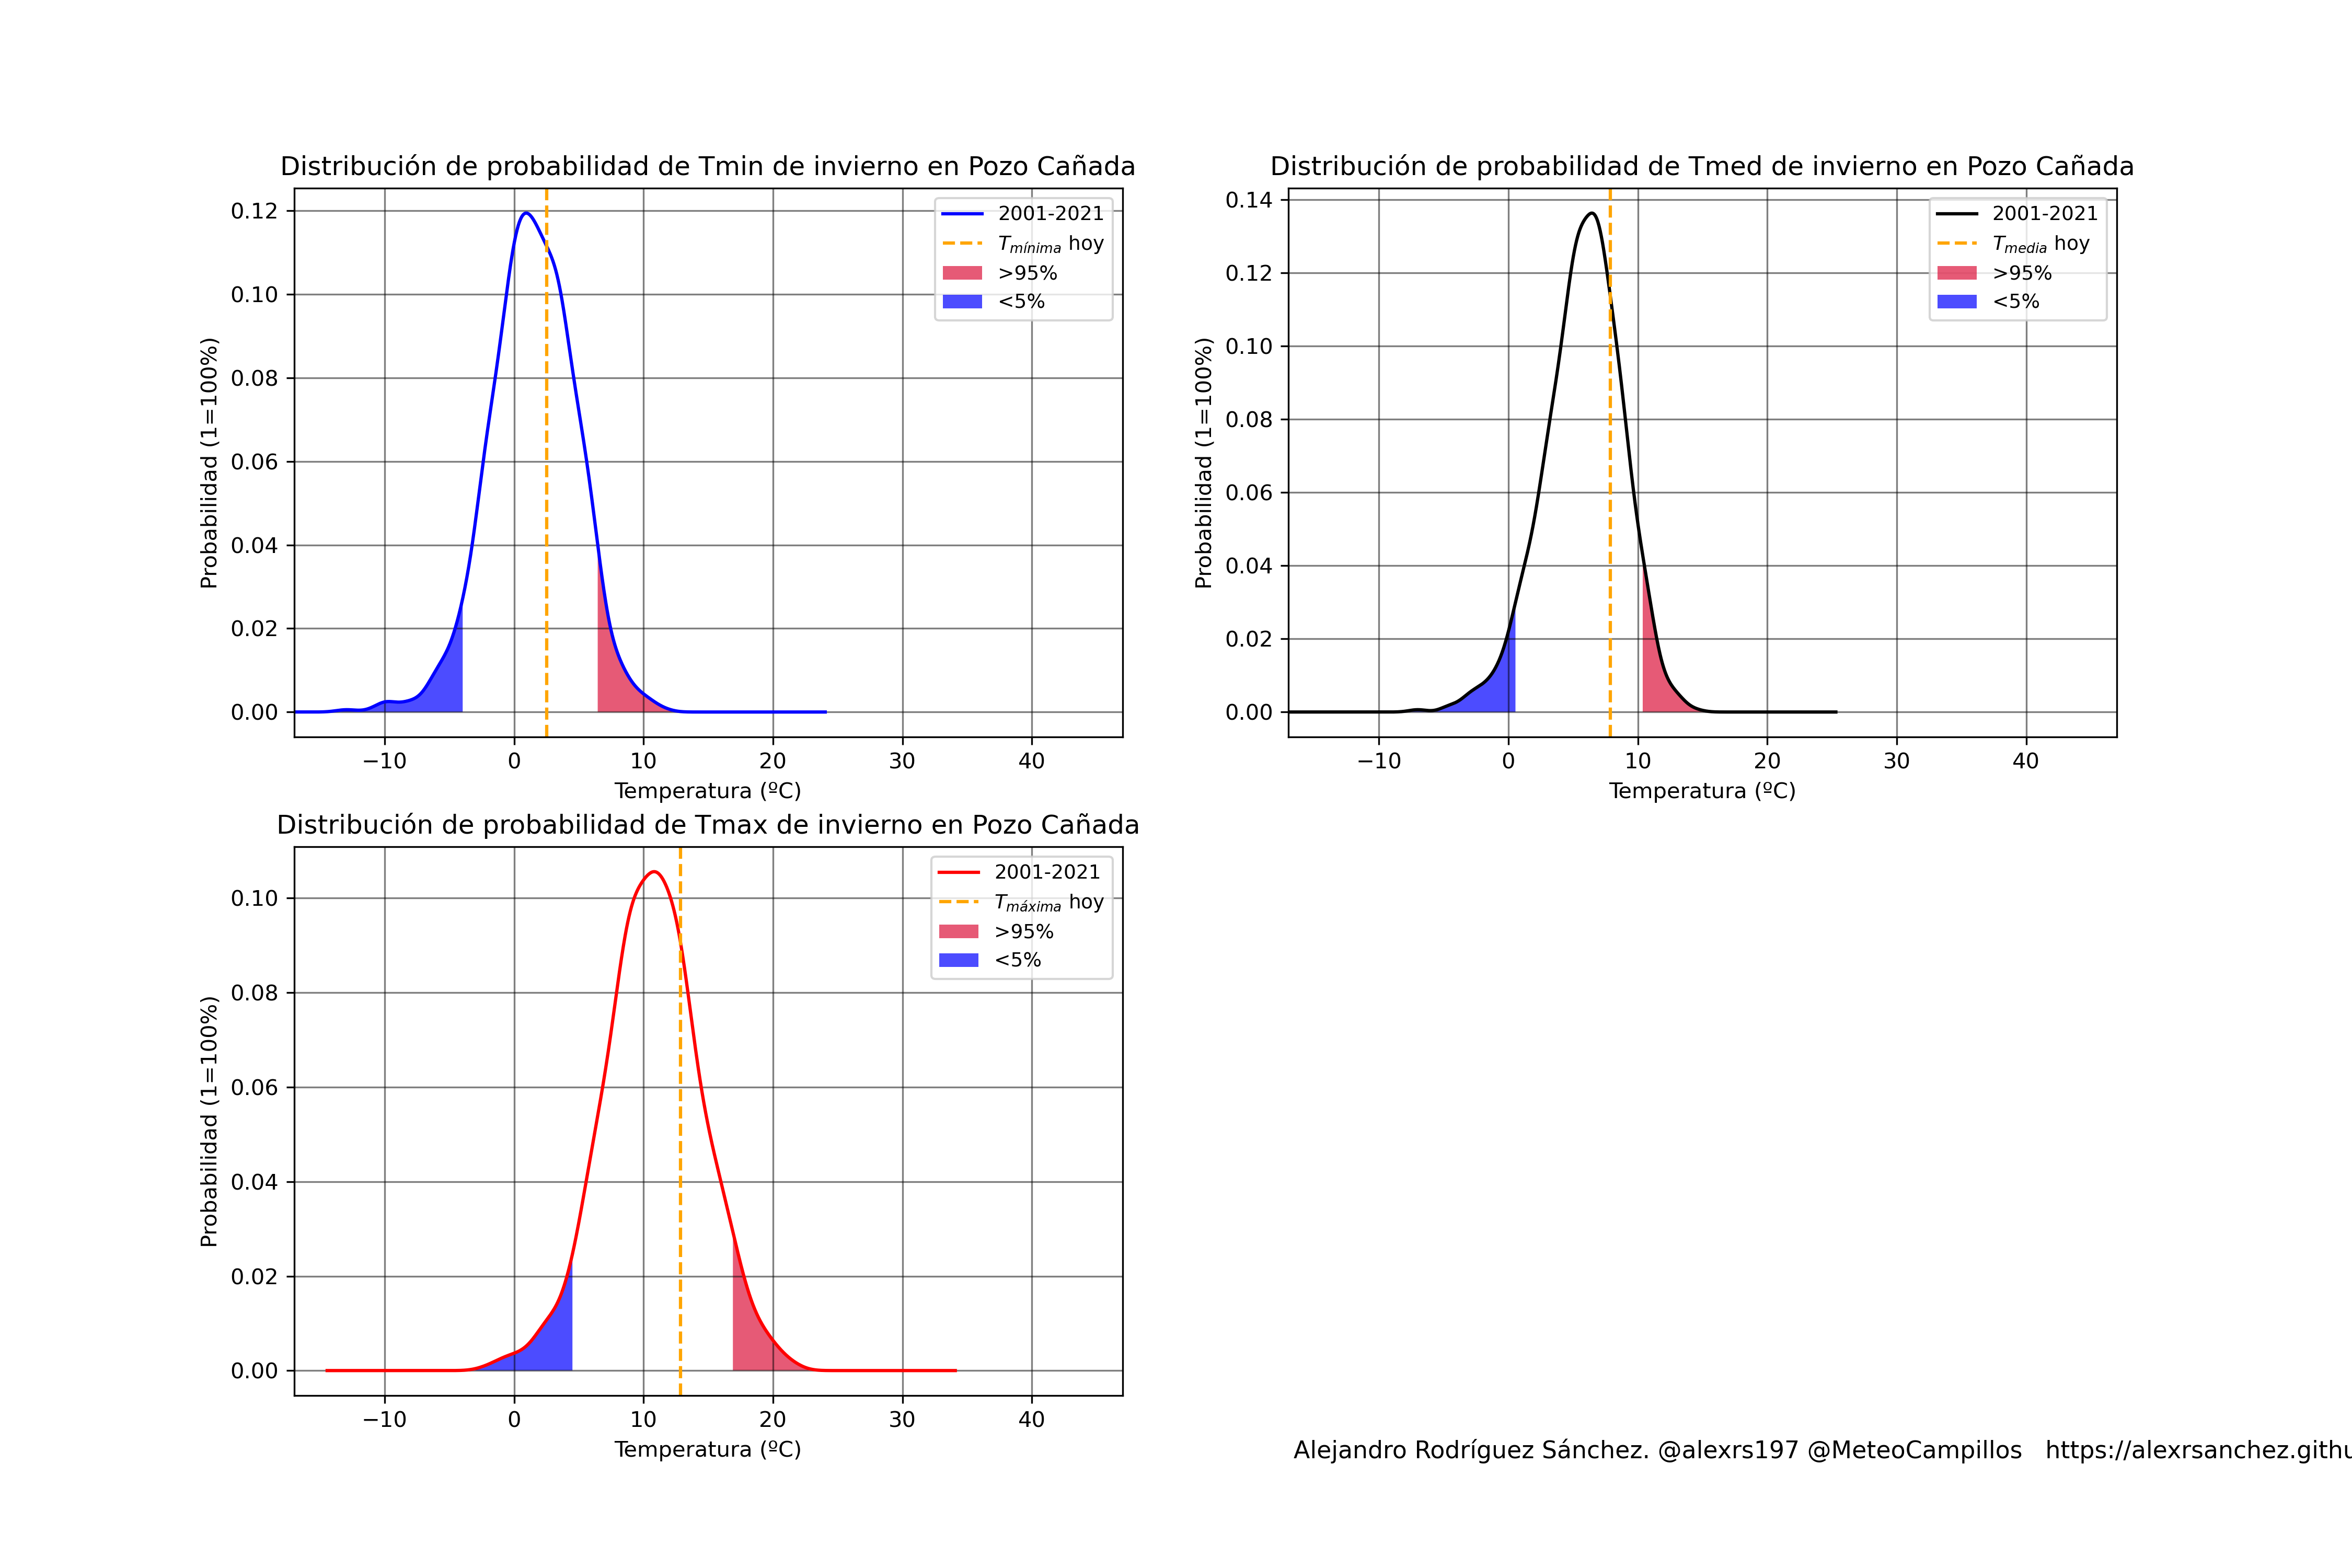 Distribución de probabilidad de Tmin de invierno en Pozo Cañada
0.12
0.10
0.08
0.06
0.04
0.02
0.00
Probabilidad (1=100%)
−10 0 10 20 30 40
Temperatura (ºC)
2001-2021
Tmínima hoy
>95%
<5%
Distribución de probabilidad de Tmed de invierno en Pozo Cañada
0.14
0.12
0.10
0.08
0.06
0.04
0.02
0.00
Probabilidad (1=100%)
−10 0 10 20 30 40
Temperatura (ºC)
2001-2021
Tmedia hoy
>95%
<5%
Distribución de probabilidad de Tmax de invierno en Pozo Cañada
0.10
0.08
0.06
0.04
0.02
0.00
Probabilidad (1=100%)
−10 0 10 20 30 40
Temperatura (ºC)
2001-2021
Tmáxima hoy
>95%
<5%
Alejandro Rodríguez Sánchez. @alexrs197 @MeteoCampillos https://alexrsanchez.githu